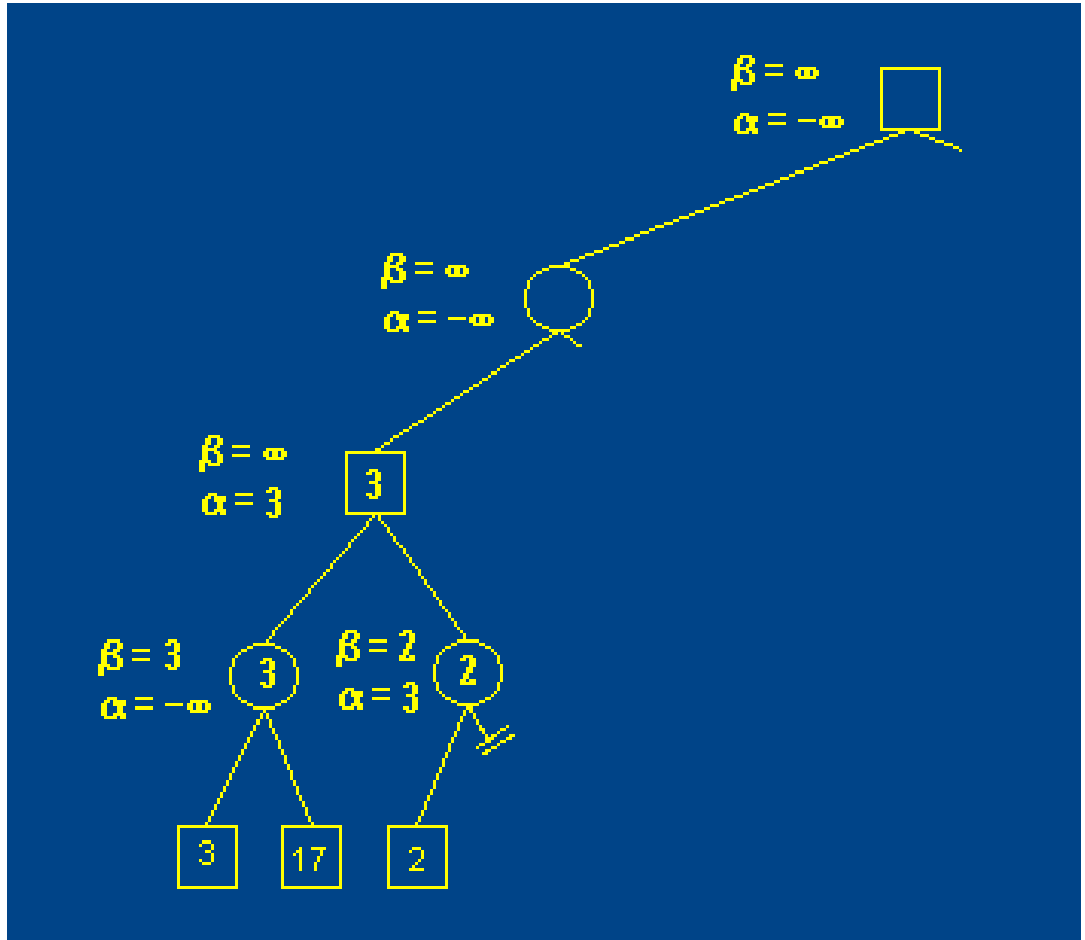 β = ∞
α = −∞
β = ∞
α = −∞
β = ∞
α = 3
3
β = 3
α = −∞
3
β = 2
α = 3
2
3
17
2